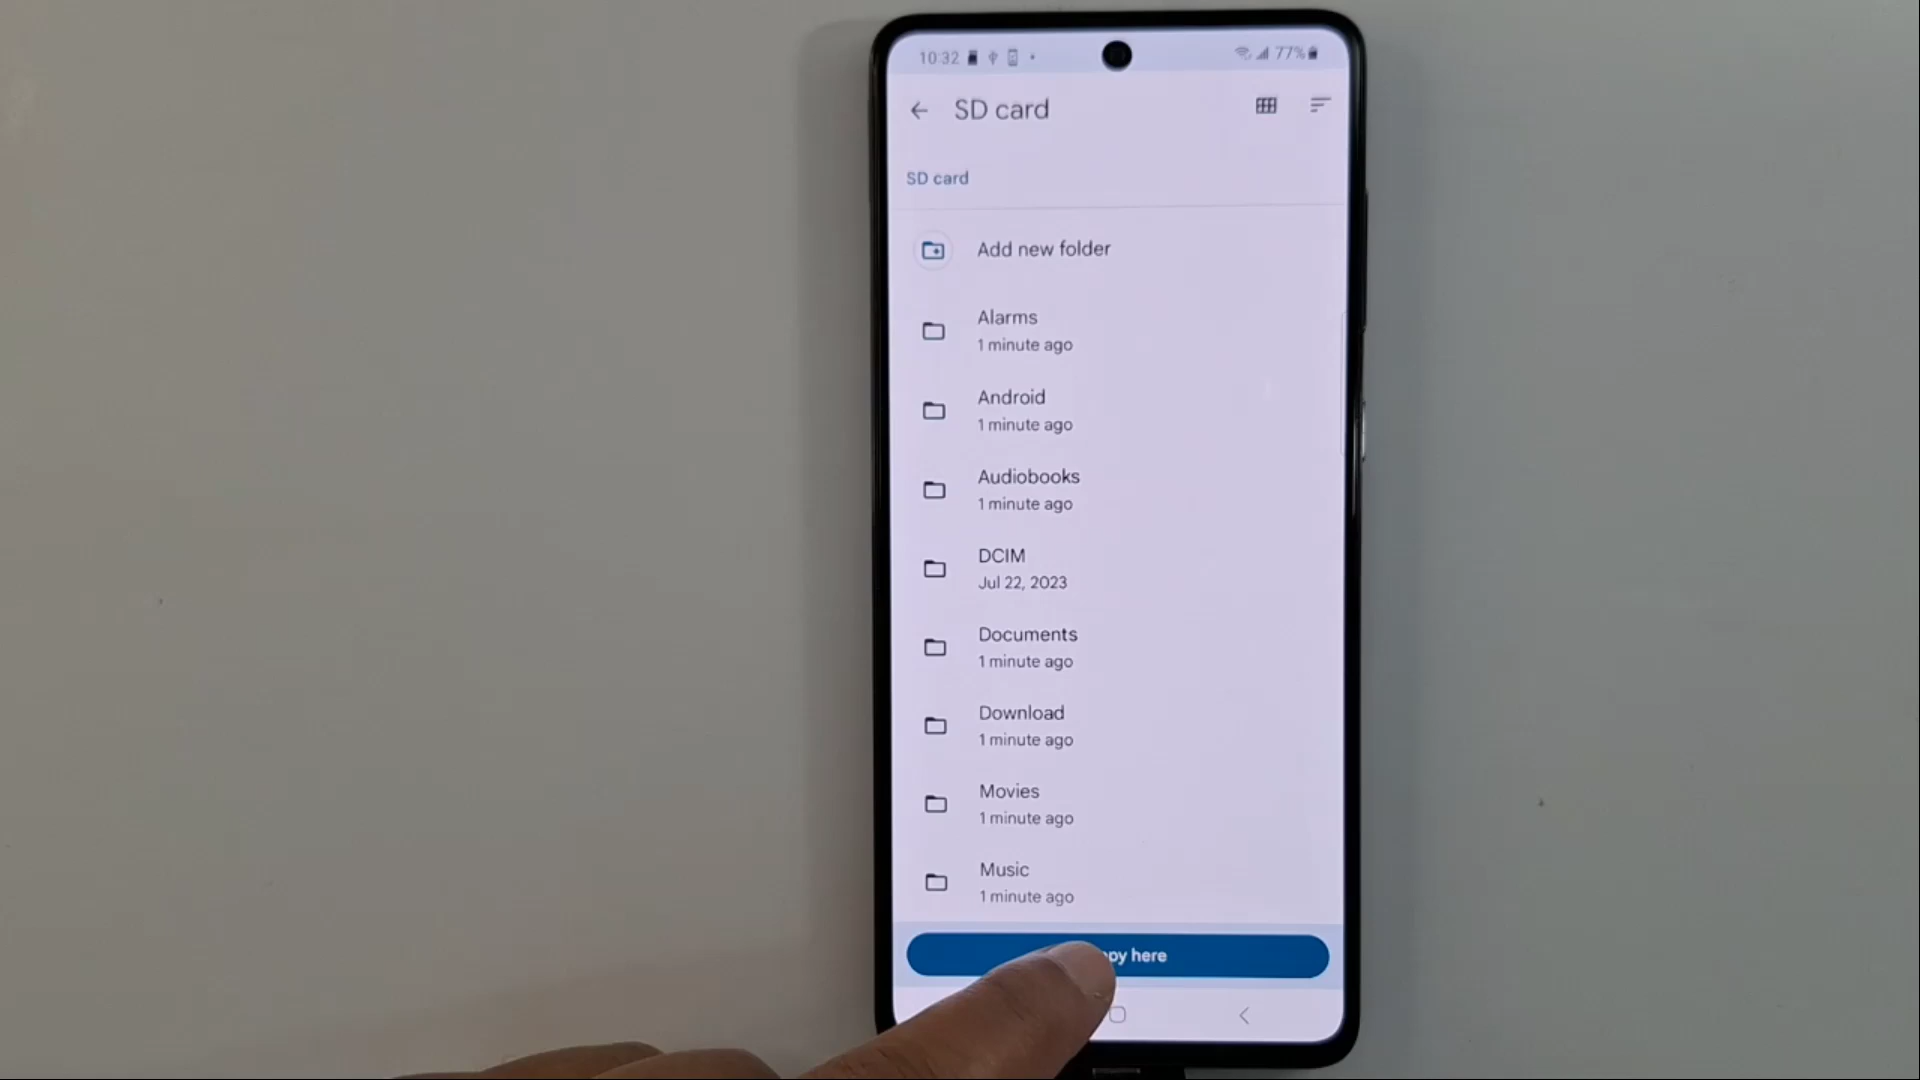 10:32
77%
SD card
SD card
Add new folder
Alarms
1 minute ago
Android
1 minute ago
Audiobooks
1 minute ago
DCIM
Jul 22, 2023
Documents
1 minute ago
Download
1 minute ago
Movies
1 minute ago
Music
1 minute ago
here